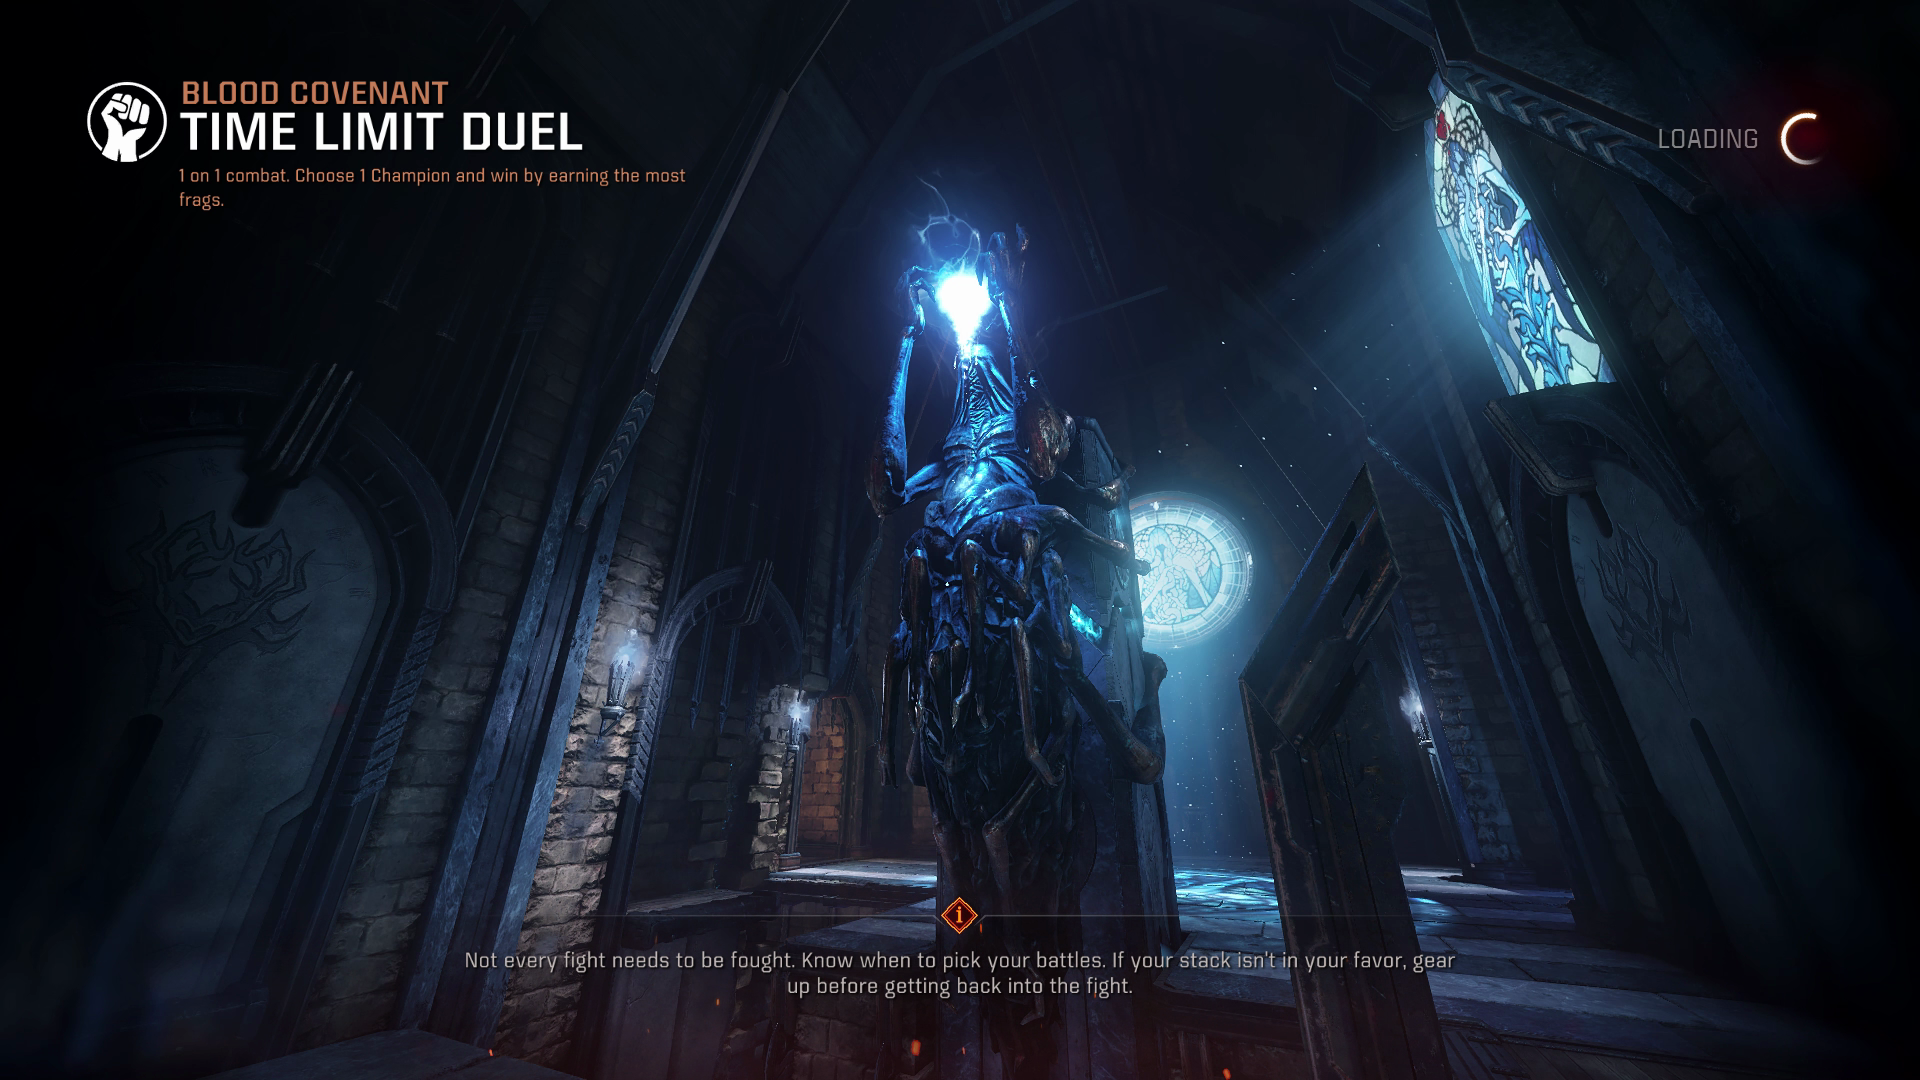 BLOOD COVENANT
TIME LIMIT DUEL
1 on 1 combat. Choose 1 Champion and win by earning the most
frags.
LOADING
Not every fight needs to be fought. Know when to pick your battles. If your stack isn't in your favor, gear
up before getting back into the fight.